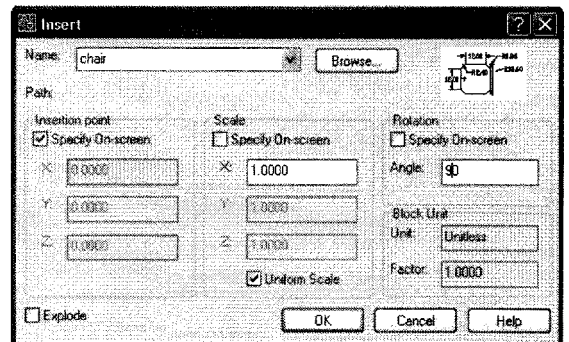 Insert
Name: chair Browse...
Path:
Insertion point Scale Rotation
Specify On-screen Specify On-screen Specify On-screen
X: 0.0000 X: 1.0000 Angle: 90
Y: 0.0000 Y: 1.0000 Block Unit
Unit: Unitless
Z: 0.0000 Z: 1.0000
Factor: 1.0000
Uniform Scale
Explode OK Cancel Help